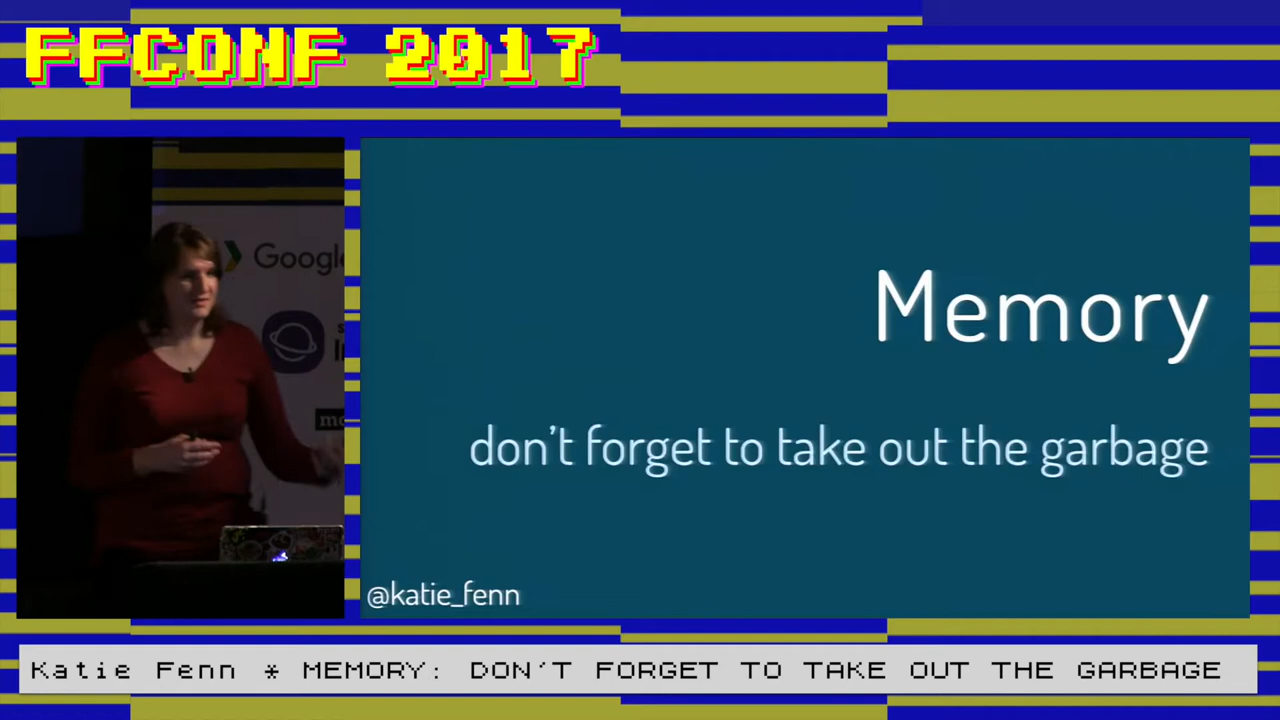 FFCONF 2017
Google
Memory
don't forget to take out the garbage
@katie_fenn
Katie Fenn * MEMORY: DON'T FORGET TO TAKE OUT THE GARBAGE